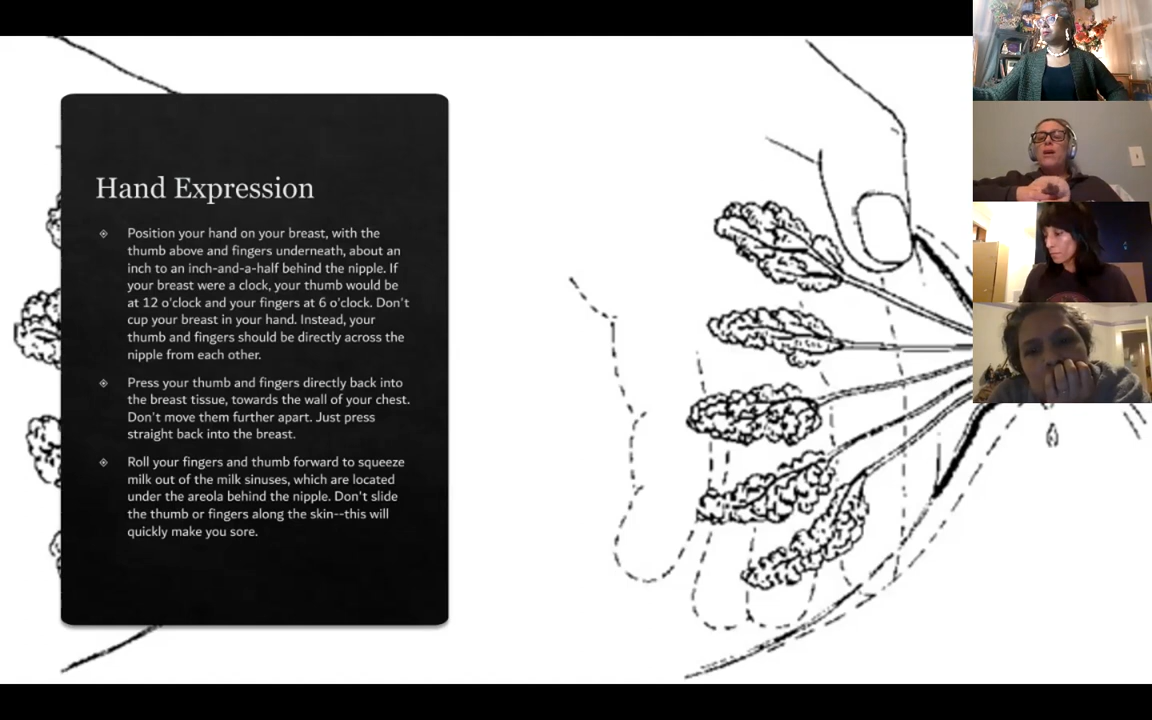 Hand Expression
Position your hand on your breast, with the
thumb above and fingers underneath, about an
inch to an inch-and-a-half behind the nipple. If
your breast were a clock, your thumb would be
at 12 o'clock and your fingers at 6 o'clock. Don't
cup your breast in your hand. Instead, your
thumb and fingers should be directly across the
nipple from each other.
Press your thumb and fingers directly back into
the breast tissue, towards the wall of your chest.
Don't move them further apart. Just press
straight back into the breast.
Roll your fingers and thumb forward to squeeze
milk out of the milk sinuses, which are located
under the areola behind the nipple. Don't slide
the thumb or fingers along the skin--this will
quickly make you sore.